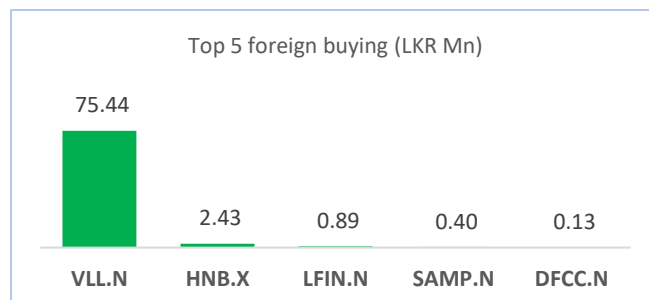 Top 5 foreign buying (LKR Mn)
75.44
2.43
0.89
0.40
0.13
VLL.N
HNB.X
LFIN.N
SAMP.N
DFCC.N